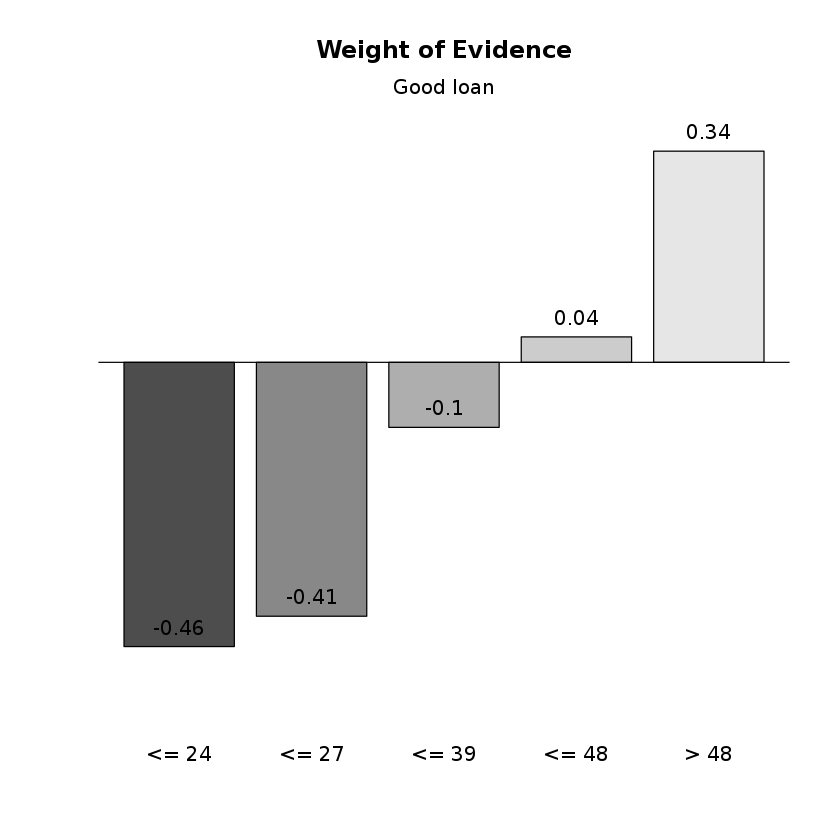 Weight of Evidence
Good loan
0.34
0.04
-0.1
-0.41
-0.46
<= 24 <= 27 <= 39 <= 48 > 48